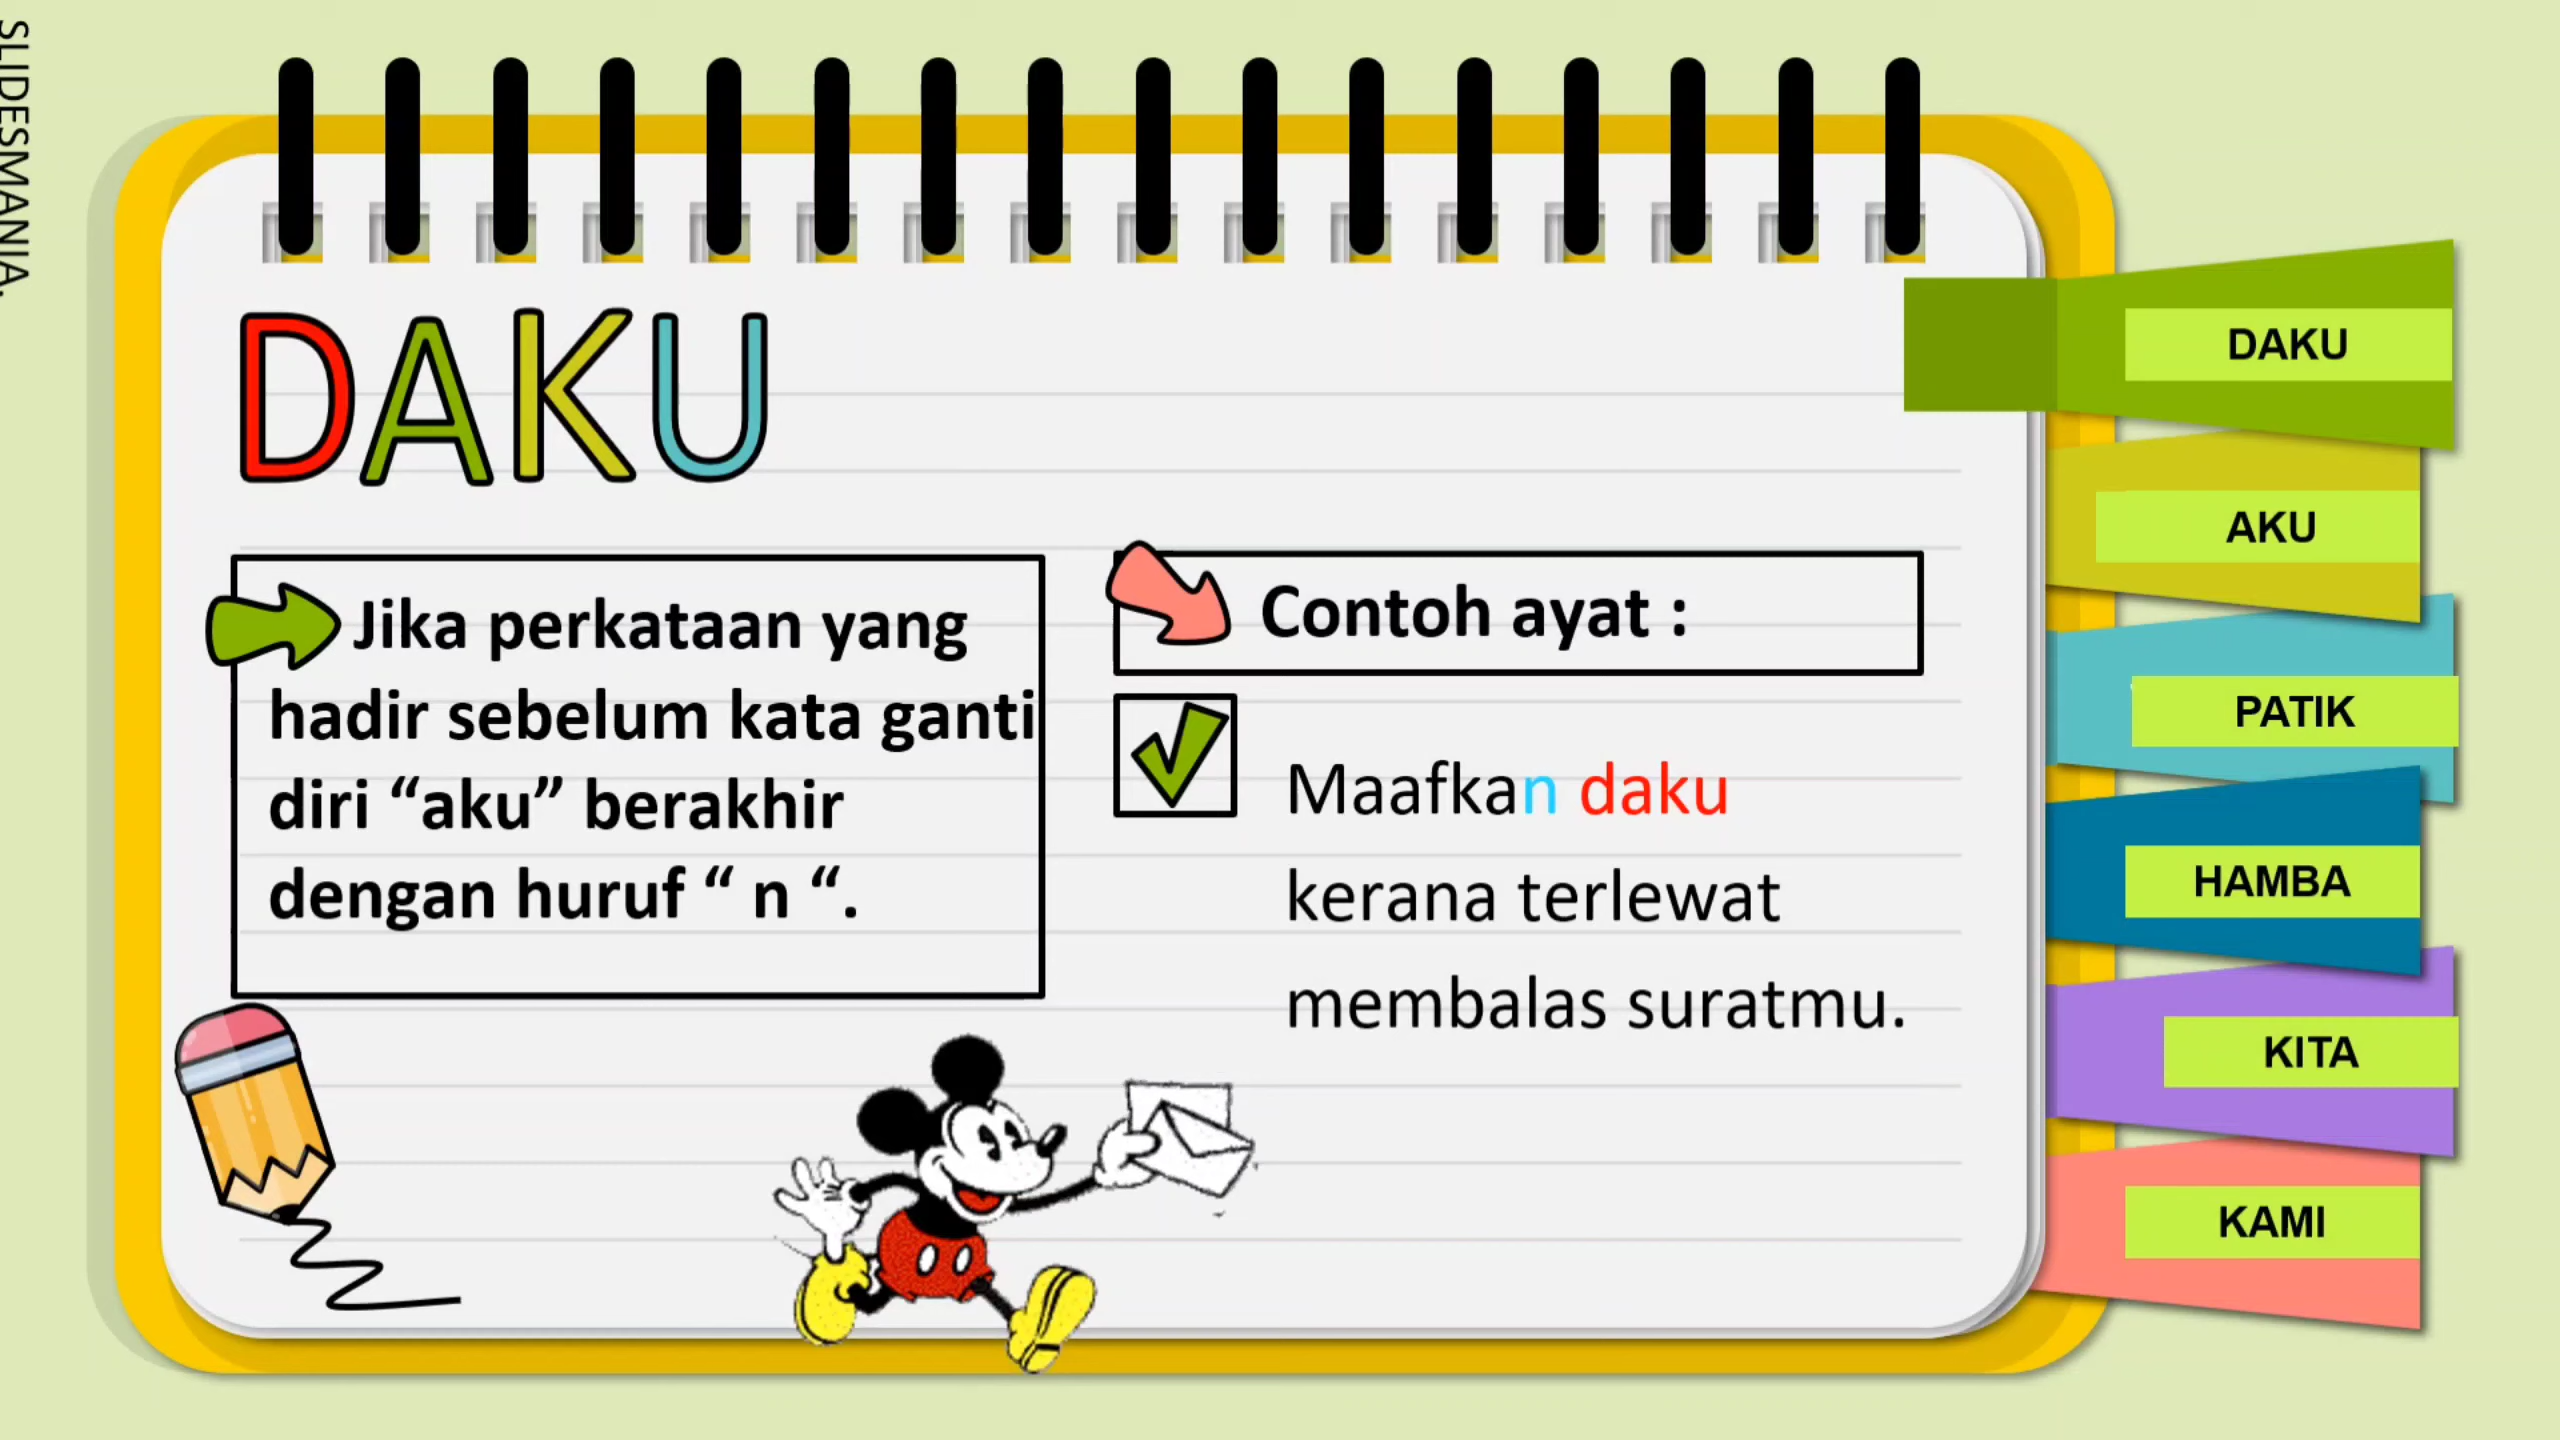 SLIDESMANIA.
DAKU
Jika perkataan yang
hadir sebelum kata ganti
diri “aku” berakhir
dengan huruf “ n “.
Contoh ayat :
Maafkan daku
kerana terlewat
membalas suratmu.
DAKU
AKU
PATIK
HAMBA
KITA
KAMI